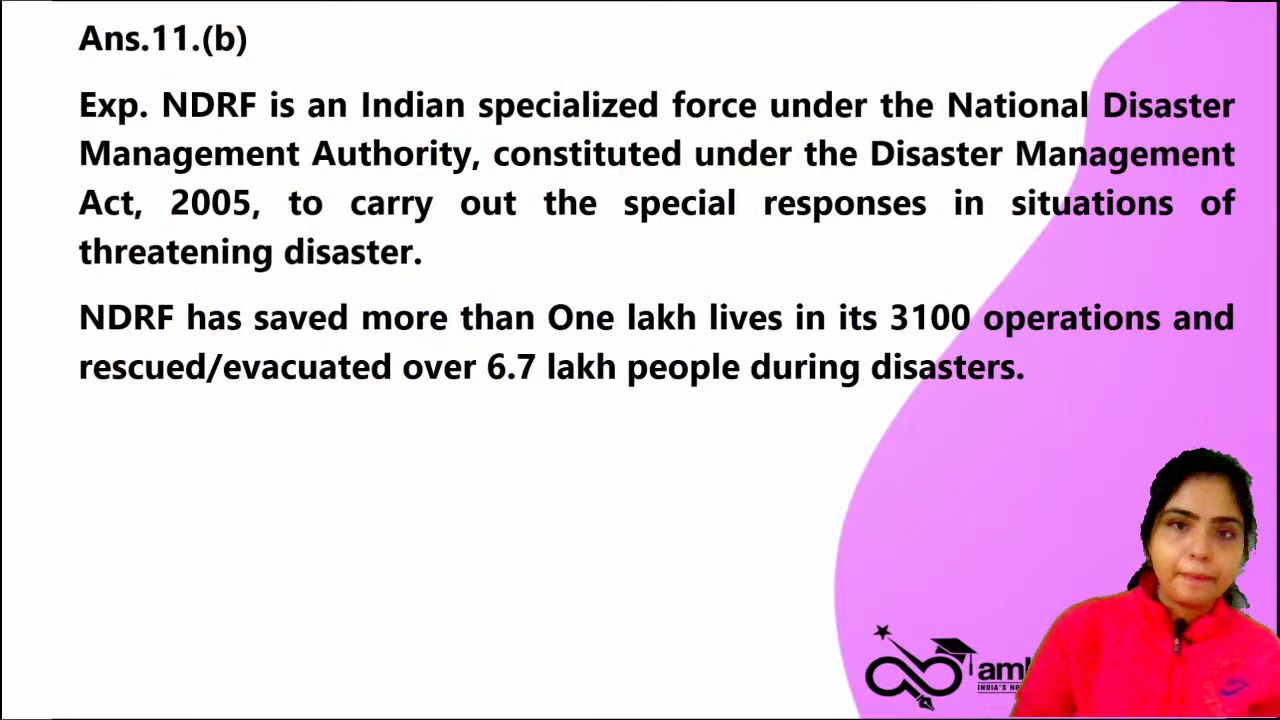 Ans.11.(b)
Exp. NDRF is an Indian specialized force under the National Disaster
Management Authority, constituted under the Disaster Management
Act, 2005, to carry out the special responses in situations of
threatening disaster.
NDRF has saved more than One lakh lives in its 3100 operations and
rescued/evacuated over 6.7 lakh people during disasters.
INDIA'S